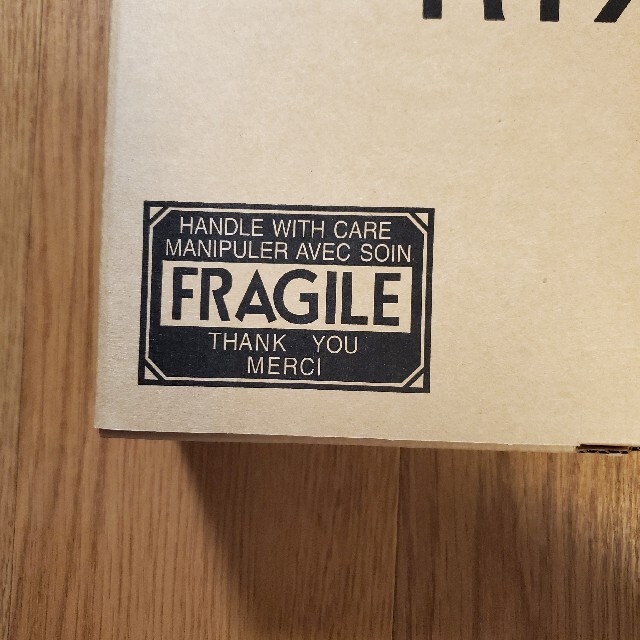 HANDLE WITH CARE
MANIPULER AVEC SOIN
FRAGILE
THANK YOU
MERCI